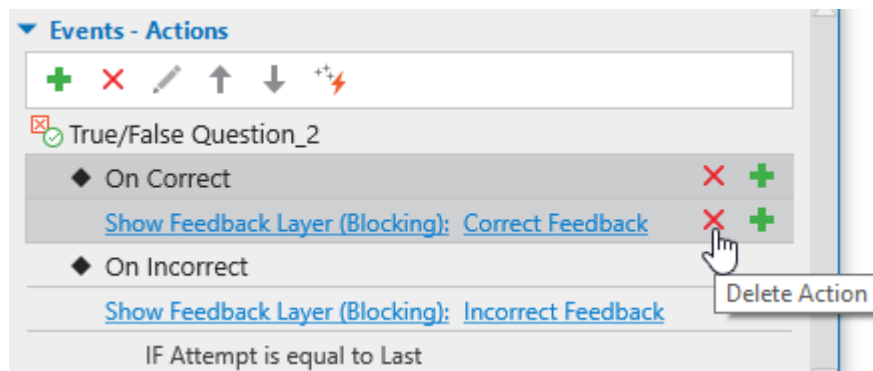 Events - Actions
True/False Question_2
On Correct
Show Feedback Layer (Blocking): Correct Feedback
On Incorrect
Delete Action
Show Feedback Layer (Blocking): Incorrect Feedback
IF Attempt is equal to Last